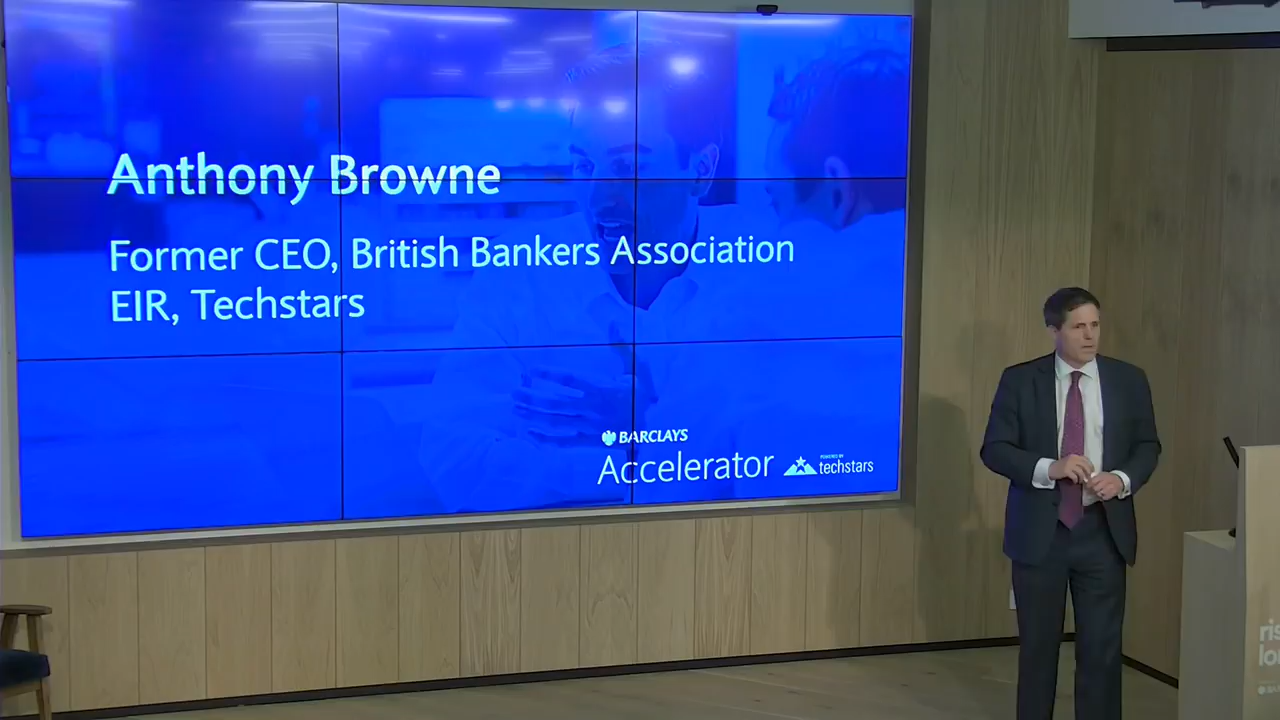 Anthony Browne
Former CEO, British Bankers Association
EIR, Techstars
BARCLAYS
Accelerator
POWERED BY
techstars